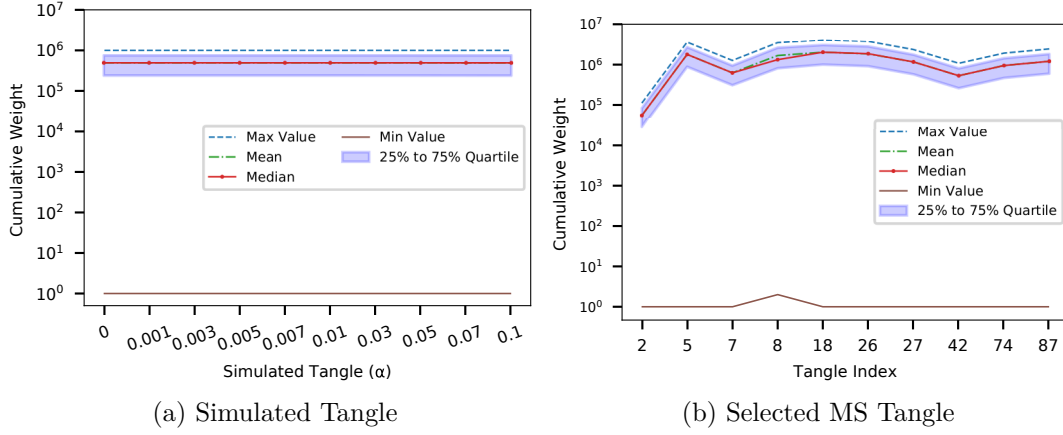 10^7
10^6
10^5
10^4
10^3
10^2
10^1
10^0
Cumulative Weight
Max Value
Mean
Median
Min Value
25% to 75% Quartile
0 0.001 0.003 0.005 0.007 0.01 0.03 0.05 0.07 0.1
Simulated Tangle (α)
(a) Simulated Tangle
10^7
10^6
10^5
10^4
10^3
10^2
10^1
10^0
Cumulative Weight
Max Value
Mean
Median
Min Value
25% to 75% Quartile
2 5 7 8 18 26 27 42 74 87
Tangle Index
(b) Selected MS Tangle